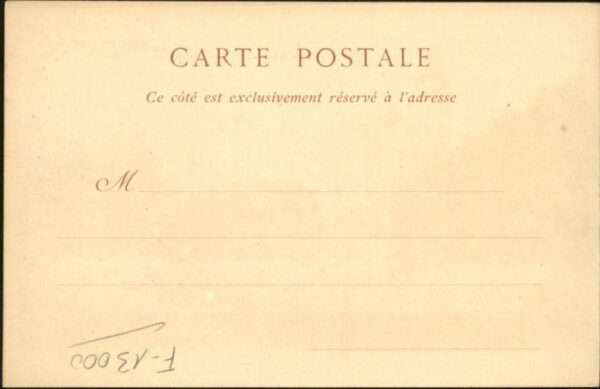 CARTE POSTALE
Ce côté est exclusivement réservé à l'adresse
M
F-13000